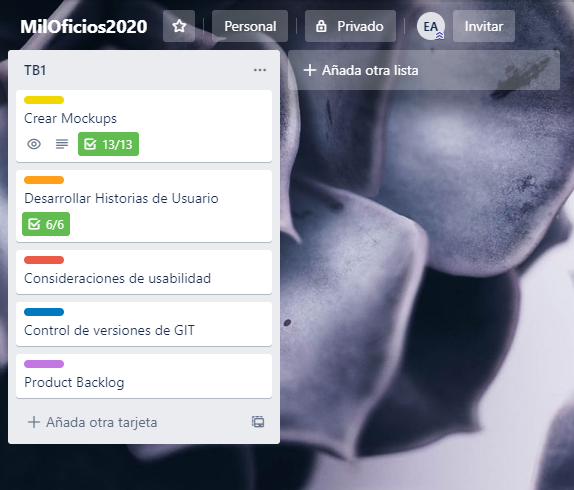 MilOficios2020
Personal
Privado
EA
Invitar
TB1
Añada otra lista
Crear Mockups
13/13
Desarrollar Historias de Usuario
6/6
Consideraciones de usabilidad
Control de versiones de GIT
Product Backlog
Añada otra tarjeta